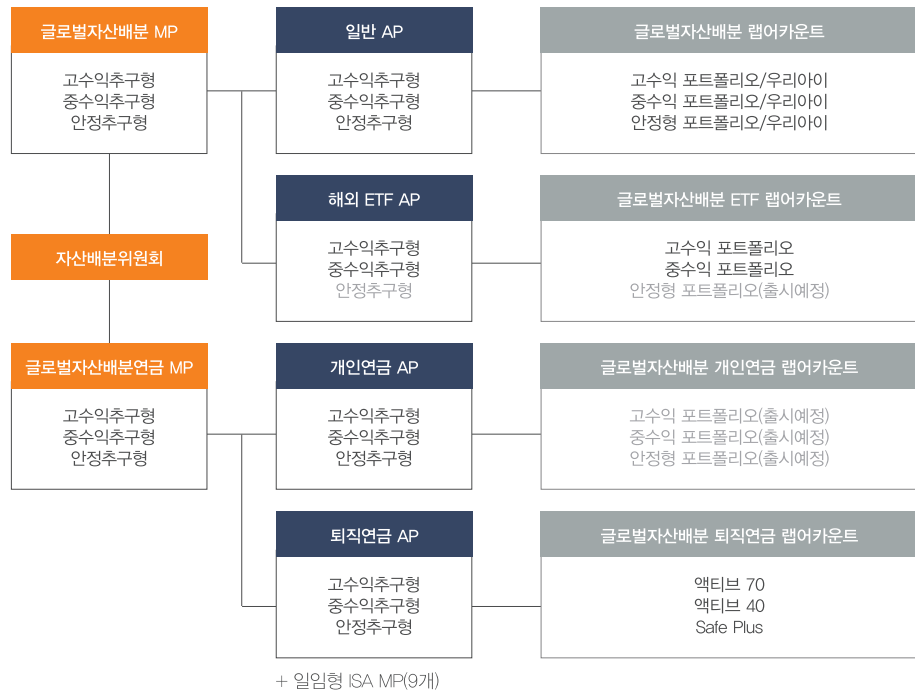 글로벌자산배분 MP
고수익추구형
중수익추구형
안정추구형
일반 AP
고수익추구형
중수익추구형
안정추구형
글로벌자산배분 랩어카운트
고수익 포트폴리오/우리아이
중수익 포트폴리오/우리아이
안정형 포트폴리오/우리아이
해외 ETF AP
고수익추구형
중수익추구형
안정추구형
글로벌자산배분 ETF 랩어카운트
고수익 포트폴리오
중수익 포트폴리오
안정형 포트폴리오(출시예정)
자산배분위원회
글로벌자산배분연금 MP
고수익추구형
중수익추구형
안정추구형
개인연금 AP
고수익추구형
중수익추구형
안정추구형
글로벌자산배분 개인연금 랩어카운트
고수익 포트폴리오(출시예정)
중수익 포트폴리오(출시예정)
안정형 포트폴리오(출시예정)
퇴직연금 AP
고수익추구형
중수익추구형
안정추구형
글로벌자산배분 퇴직연금 랩어카운트
액티브 70
액티브 40
Safe Plus
+ 일임형 ISA MP(9개)